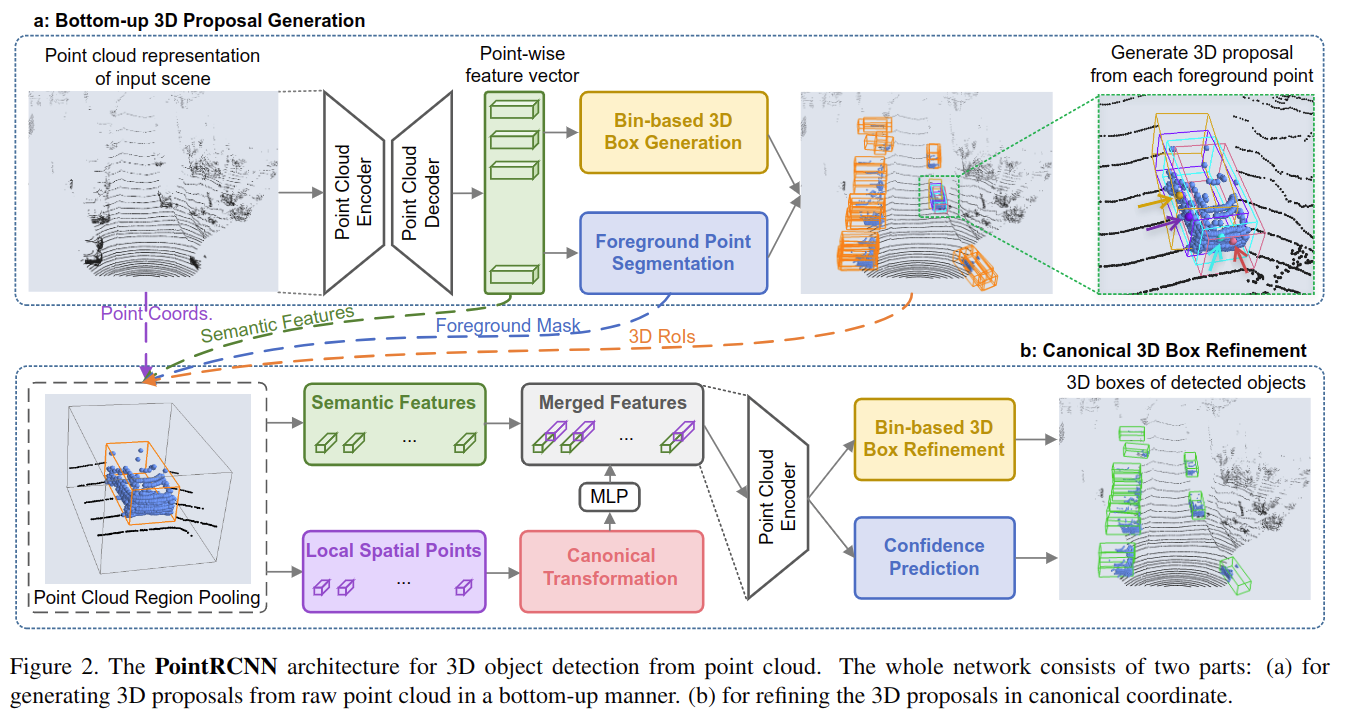 a: Bottom-up 3D Proposal Generation
Point cloud representation
of input scene
Point-wise
feature vector
Generate 3D proposal
from each foreground point
Point Cloud
Encoder
Point Cloud
Decoder
Bin-based 3D
Box Generation
Foreground Point
Segmentation
Point Coords.
Semantic Features
Foreground Mask
3D RoIs
b: Canonical 3D Box Refinement
3D boxes of detected objects
Semantic Features
...
Merged Features
...
MLP
Point Cloud
Encoder
Bin-based 3D
Box Refinement
Local Spatial Points
...
Canonical
Transformation
Confidence
Prediction
Point Cloud Region Pooling
Figure 2. The PointRCNN architecture for 3D object detection from point cloud. The whole network consists of two parts: (a) for
generating 3D proposals from raw point cloud in a bottom-up manner. (b) for refining the 3D proposals in canonical coordinate.